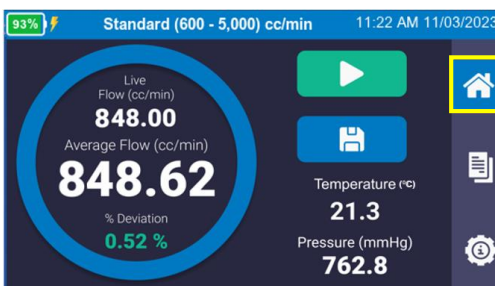 93% Standard (600 - 5,000) cc/min 11:22 AM 11/03/2023
Live
Flow (cc/min)
848.00
Average Flow (cc/min)
848.62
% Deviation
0.52 %
Temperature (ºC)
21.3
Pressure (mmHg)
762.8